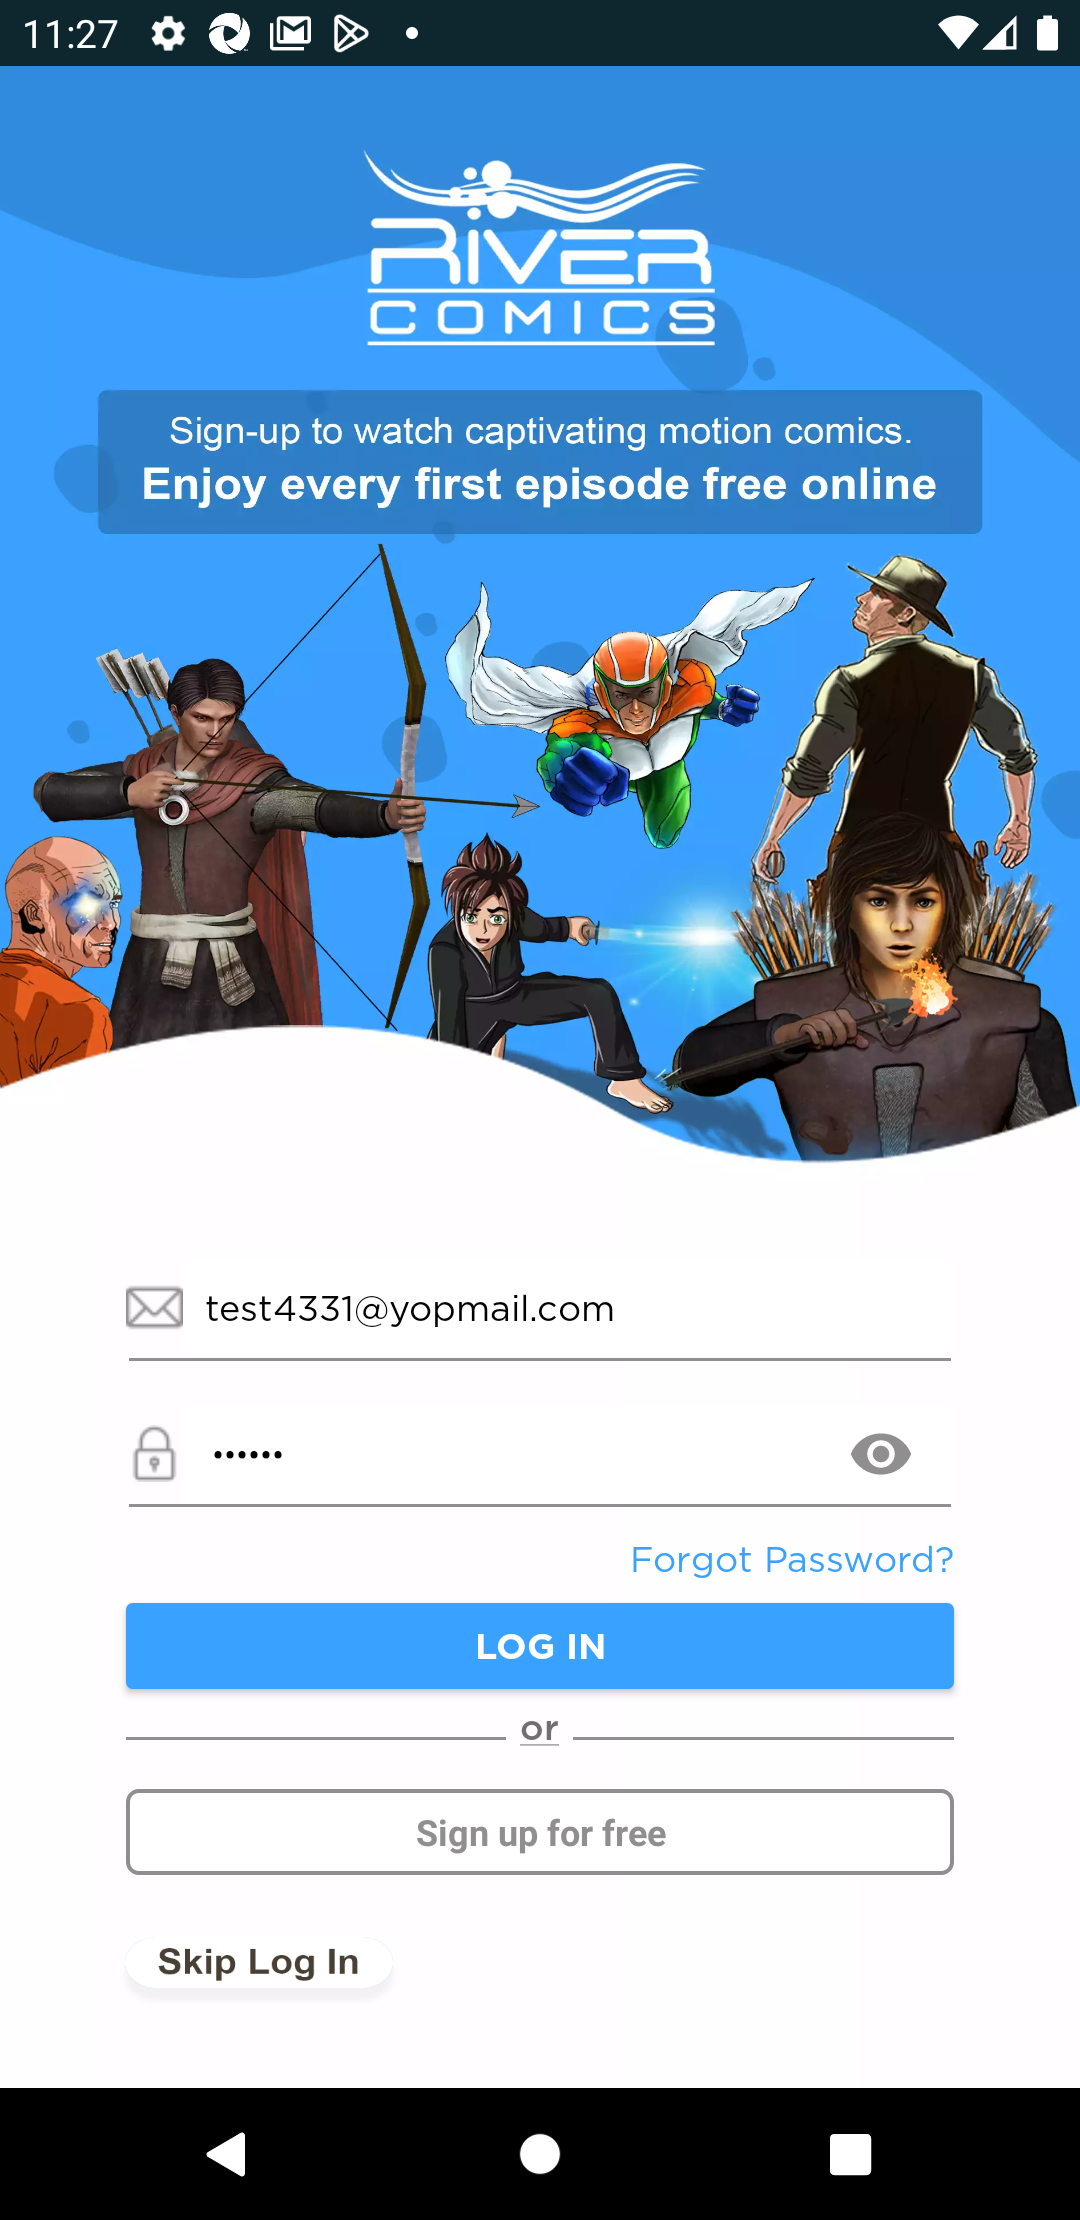 11:27
RIVER
COMICS
Sign-up to watch captivating motion comics.
Enjoy every first episode free online
test4331@yopmail.com
••••••
Forgot Password?
LOG IN
or
Sign up for free
Skip Log In